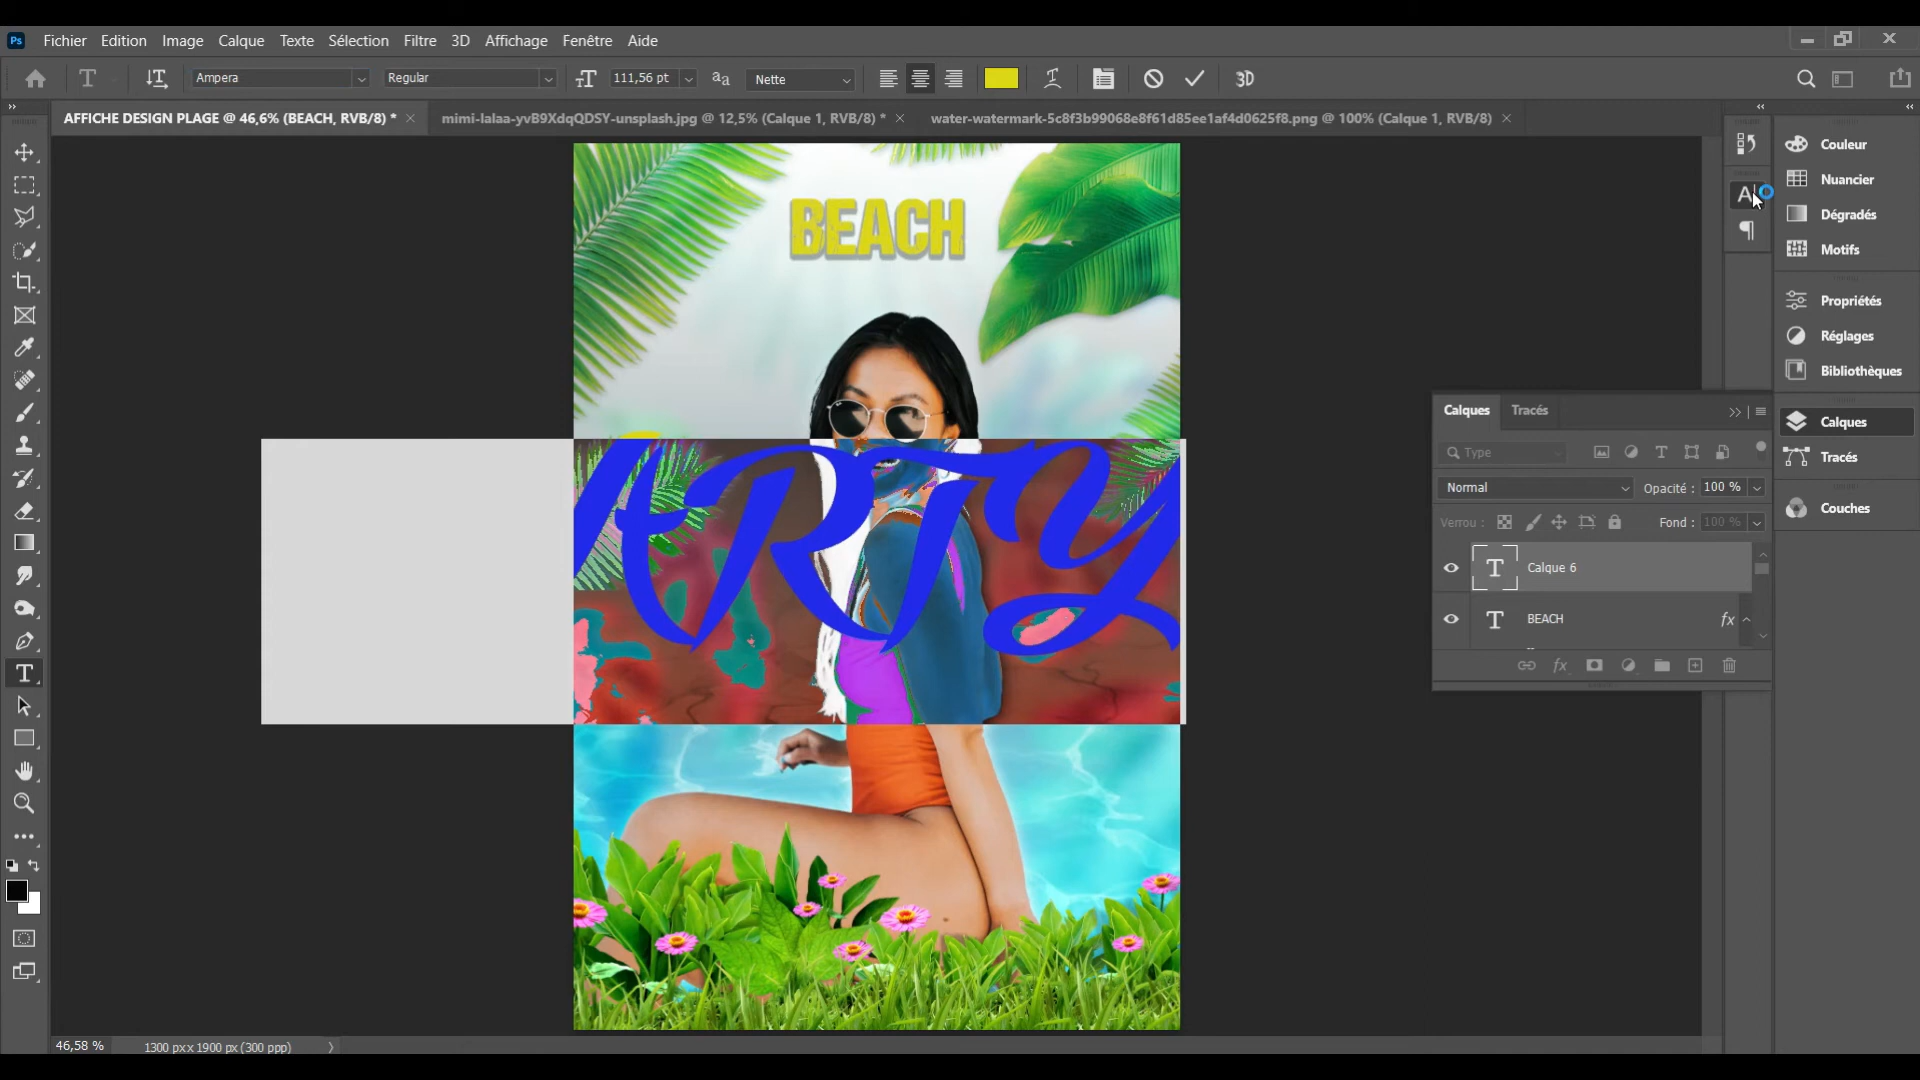 Ps Fichier Edition Image Calque Texte Sélection Filtre 3D Affichage Fenêtre Aide
Ampera Regular 111,56 pt aa Nette 3D
AFFICHE DESIGN PLAGE @ 46,6% (BEACH, RVB/8) * mimi-lalaa-yvB9XdqQDSY-unsplash.jpg @ 12,5% (Calque 1, RVB/8) * water-watermark-5c8f3b99068e8f61d85ee1af4d0625f8.png @ 100% (Calque 1, RVB/8)
Couleur
Nuancier
Dégradés
Motifs
Propriétés
Réglages
Bibliothèques
Calques
Tracés
Couches
BEACH
ARTY
Calques Tracés
Type
Normal Opacité : 100 %
Verrou : Fond : 100 %
T Calque 6
T BEACH fx
fx
46,58 % 1300 px x 1900 px (300 ppp)